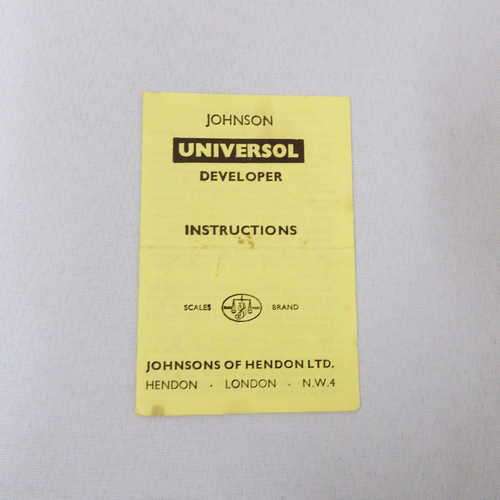 JOHNSON
UNIVERSOL
DEVELOPER
INSTRUCTIONS
SCALES BRAND
JOHNSONS OF HENDON LTD.
HENDON · LONDON · N.W.4